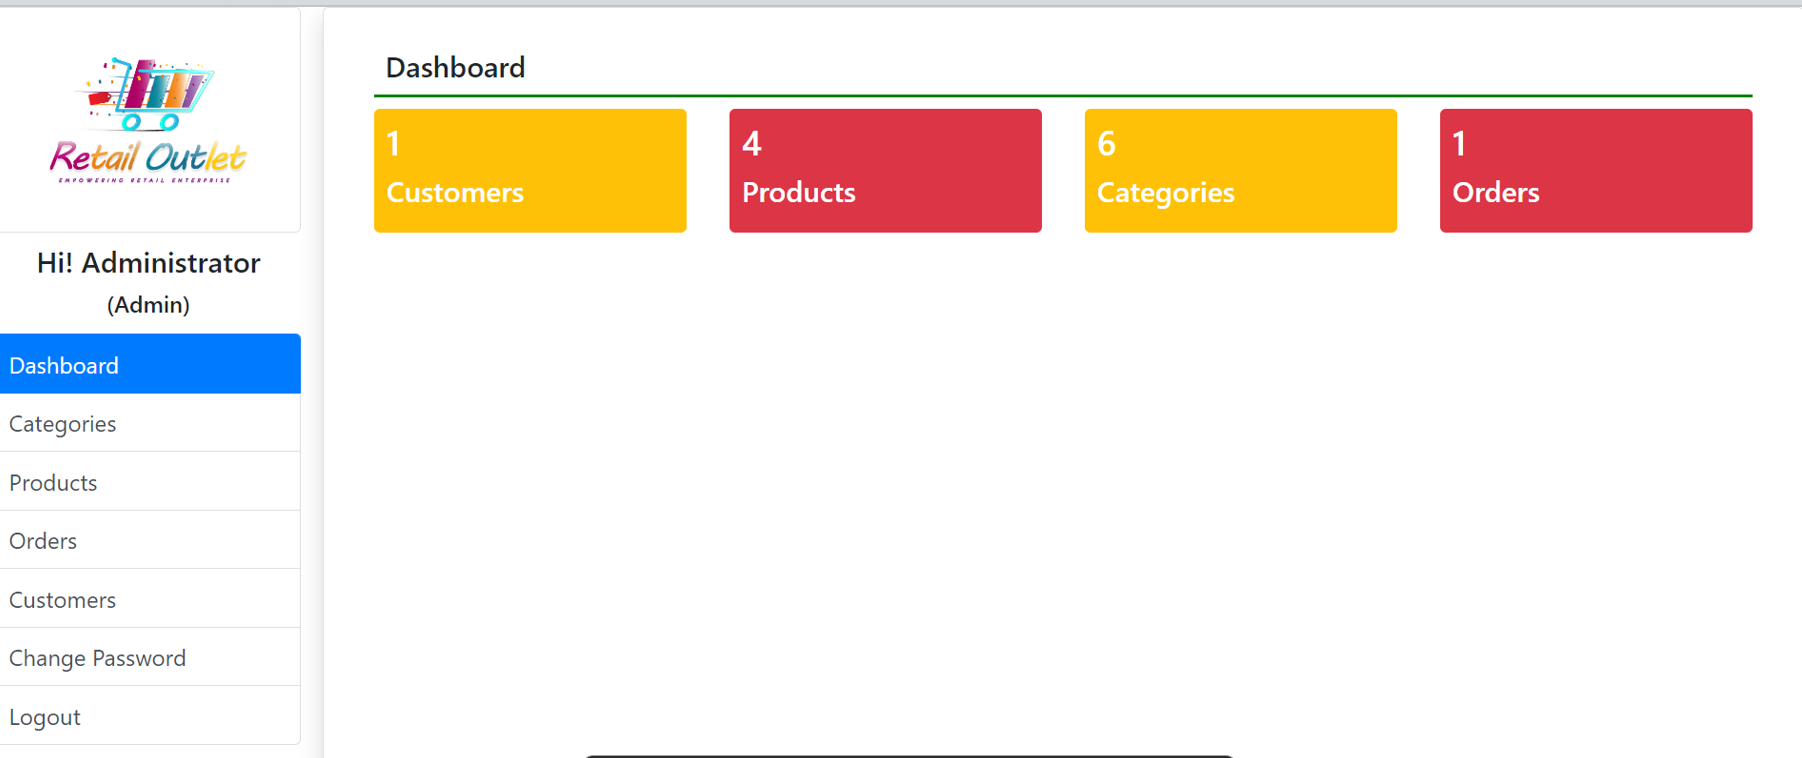 Retail Outlet
EMPOWERING RETAIL ENTERPRISE
Hi! Administrator
(Admin)
Dashboard
Categories
Products
Orders
Customers
Change Password
Logout
Dashboard
1
Customers
4
Products
6
Categories
1
Orders